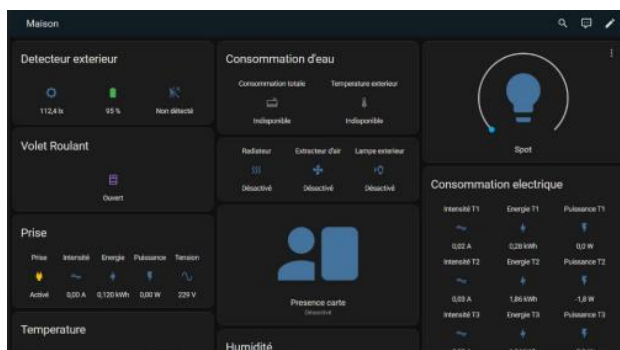 Maison
Detecteur exterieur
112,4 lx
95 %
Non détecté
Volet Roulant
Ouvert
Prise
Prise Intensité Energie Puissance Tension
Activé 0,00 A 0,120 kWh 0,00 W 229 V
Temperature
Consommation d'eau
Consommation totale Temperature exterieur
Indisponible Indisponible
Radiateur Extracteur d'air Lampe exterieur
Désactivé Désactivé Désactivé
Presence carte
Désactivé
Humidité
Spot
Consommation electrique
Intensité T1 Energie T1 Puissance T1
0,02 A 0,28 kWh 0,0 W
Intensité T2 Energie T2 Puissance T2
0,03 A 1,86 kWh -1,8 W
Intensité T3 Energie T3 Puissance T3